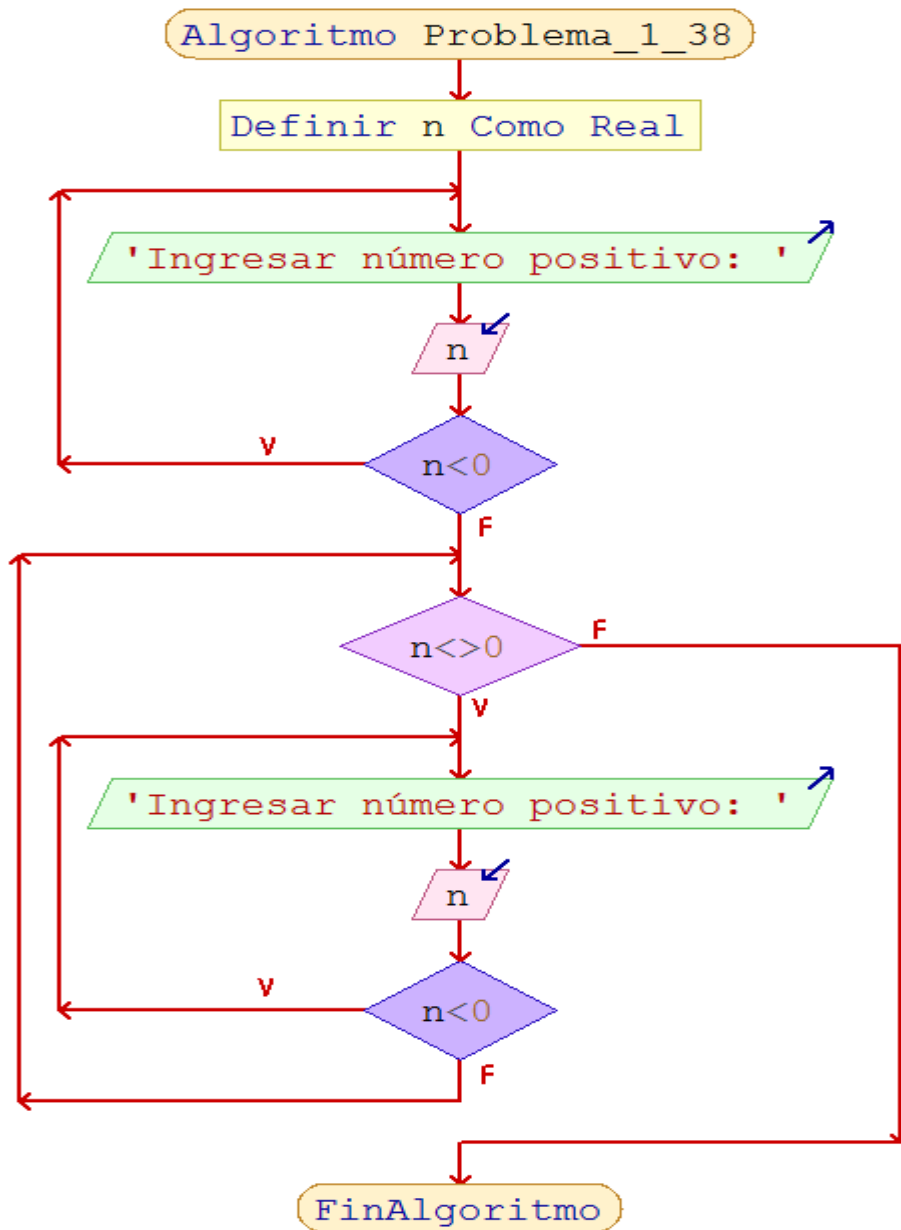 Algoritmo Problema_1_38
Definir n Como Real
'Ingresar número positivo: '
n
V
n<0
F
n<>0
F
V
'Ingresar número positivo: '
n
V
n<0
F
FinAlgoritmo